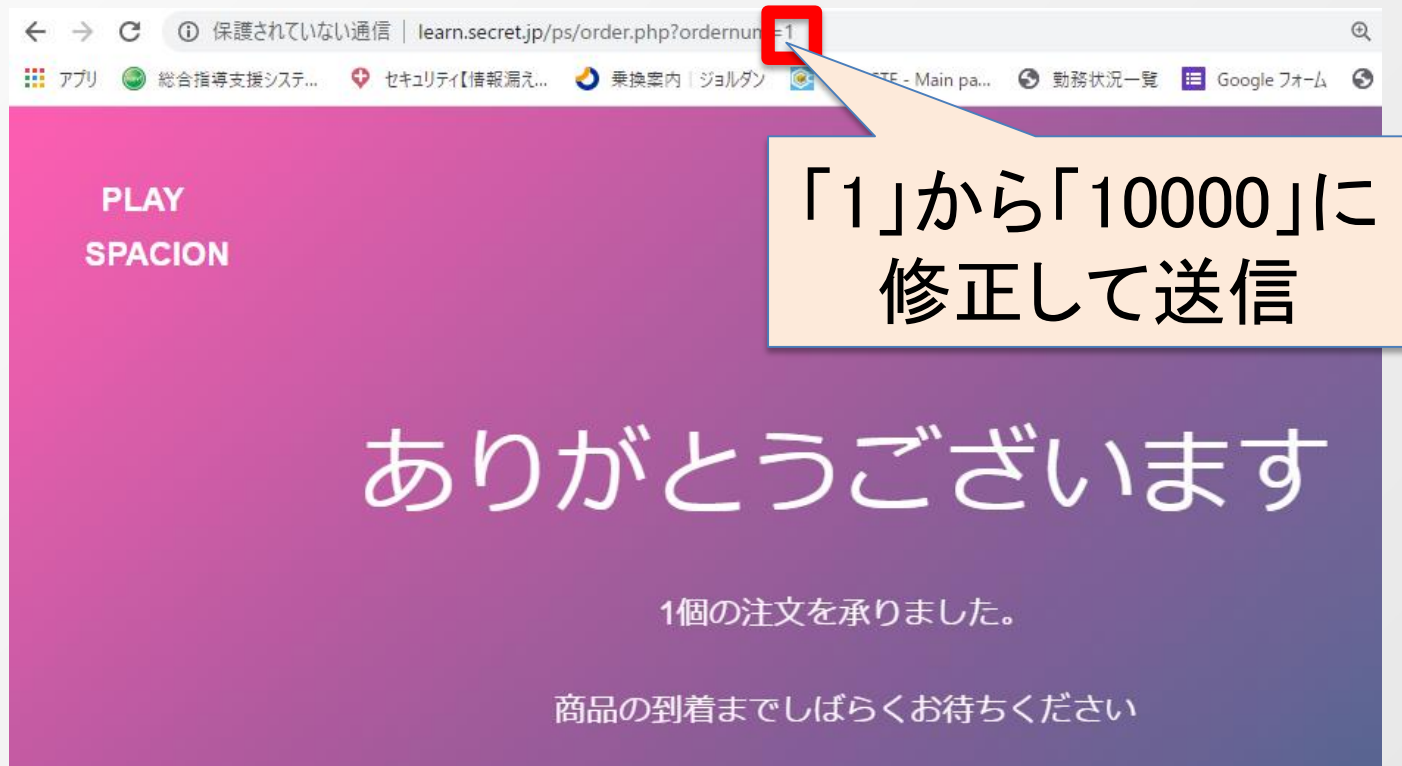 保護されていない通信 | learn.secret.jp/ps/order.php?ordernum=1
アプリ 総合指導支援システ... セキュリティ【情報漏え... 乗換案内 | ジョルダン - Main pa... 勤務状況一覧 Google フォーム
「1」から「10000」に
修正して送信
PLAY
SPACION
ありがとうございます
1個の注文を承りました。
商品の到着までしばらくお待ちください